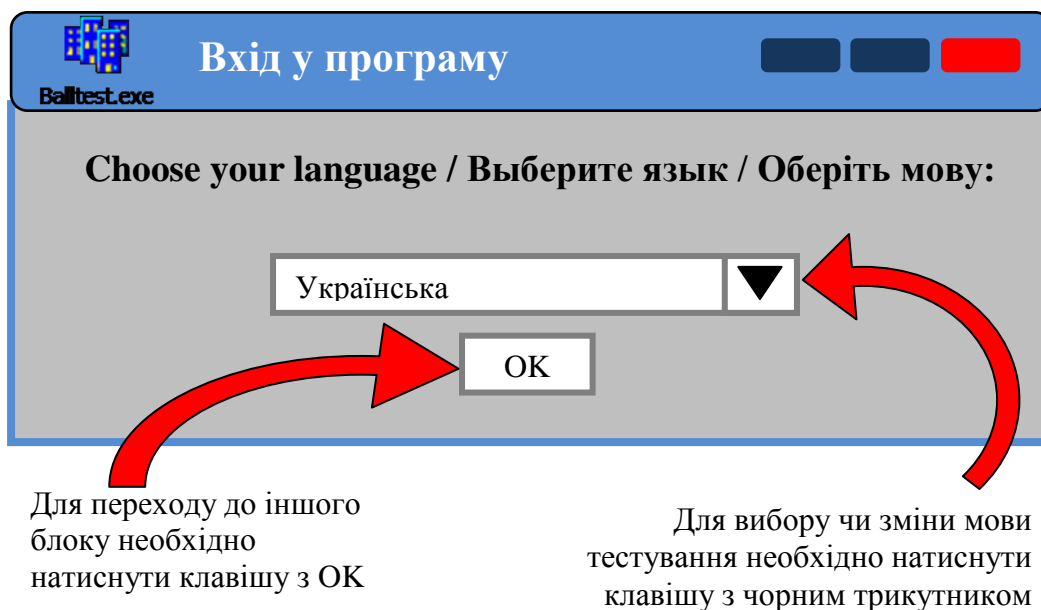 Вхід у програму
Balltest.exe
Choose your language / Выберите язык / Оберіть мову:
Українська
OK
Для переходу до іншого
блоку необхідно
натиснути клавішу з OK
Для вибору чи зміни мови
тестування необхідно натиснути
клавішу з чорним трикутником